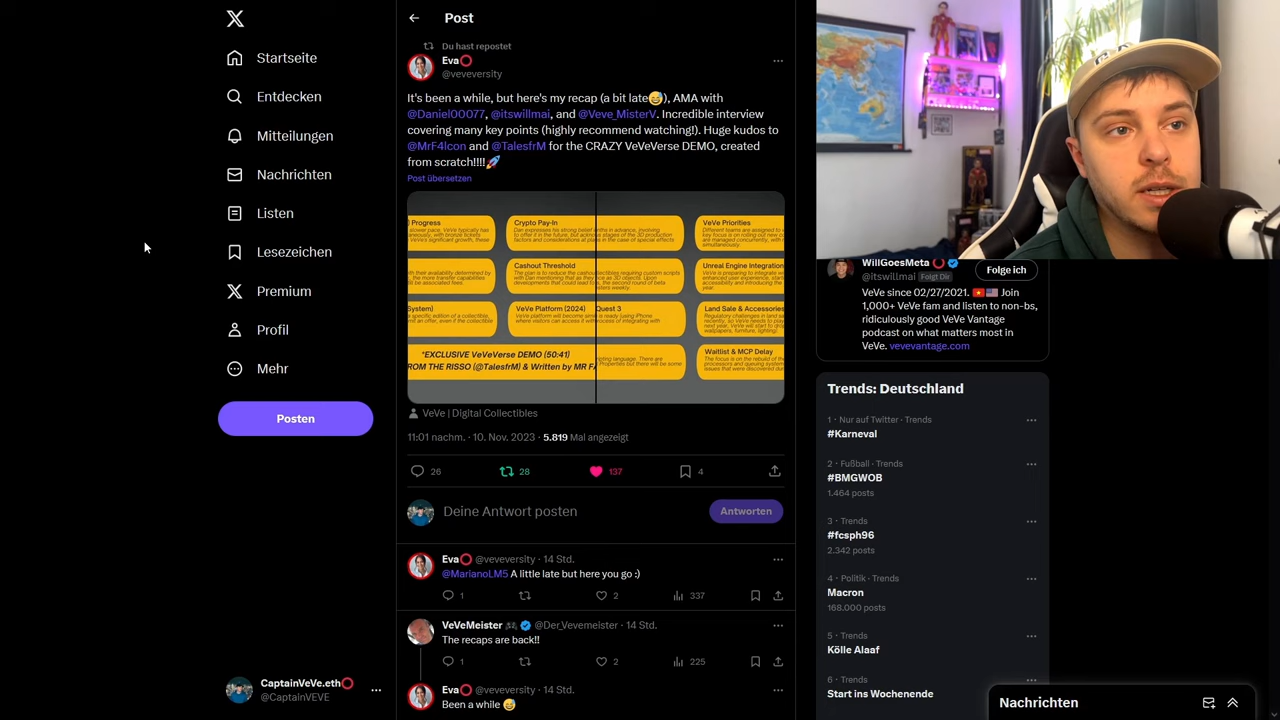 Startseite
Entdecken
Mitteilungen
Nachrichten
Listen
Lesezeichen
Premium
Profil
Mehr
Posten
CaptainVeVe.eth⭕
@CaptainVEVE
Post
Du hast repostet
Eva⭕
@veveversity
It's been a while, but here's my recap (a bit late😅), AMA with
@Daniel00077, @itswillmai, and @Veve_MisterV. Incredible interview
covering many key points (highly recommend watching!). Huge kudos to
@MrF4lcon and @TalesfrM for the CRAZY VeVeVerse DEMO, created
from scratch!!!!🚀
Post übersetzen
Progress
Crypto Pay-In
VeVe Priorities
Cashout Threshold
Unreal Engine Integration
System)
VeVe Platform (2024)
Quest 3
Land Sale & Accessories
*EXCLUSIVE VeVeVerse DEMO (50:41)
ROM THE RISSO (@TalesfrM) & Written by MR FA
Waitlist & MCP Delay
VeVe | Digital Collectibles
11:01 nachm. · 10. Nov. 2023 · 5.819 Mal angezeigt
26
28
137
4
Deine Antwort posten
Antworten
Eva⭕ @veveversity · 14 Std.
@MarianoLM5 A little late but here you go :)
1
2
337
VeVeMeister @Der_Vevemeister · 14 Std.
The recaps are back!!
1
2
225
Eva⭕ @veveversity · 14 Std.
Been a while 😅
WillGoesMeta⭕
@itswillmai Folgt Dir
Folge ich
VeVe since 02/27/2021. 🇻🇳🇺🇸 Join
1,000+ VeVe fam and listen to non-bs,
ridiculously good VeVe Vantage
podcast on what matters most in
VeVe. vevevantage.com
Trends: Deutschland
1 · Nur auf Twitter · Trends
#Karneval
2 · Fußball · Trends
#BMGWOB
1.464 posts
3 · Trends
#fcsph96
2.342 posts
4 · Politik · Trends
Macron
168.000 posts
5 · Trends
Kölle Alaaf
6 · Trends
Start ins Wochenende
Nachrichten